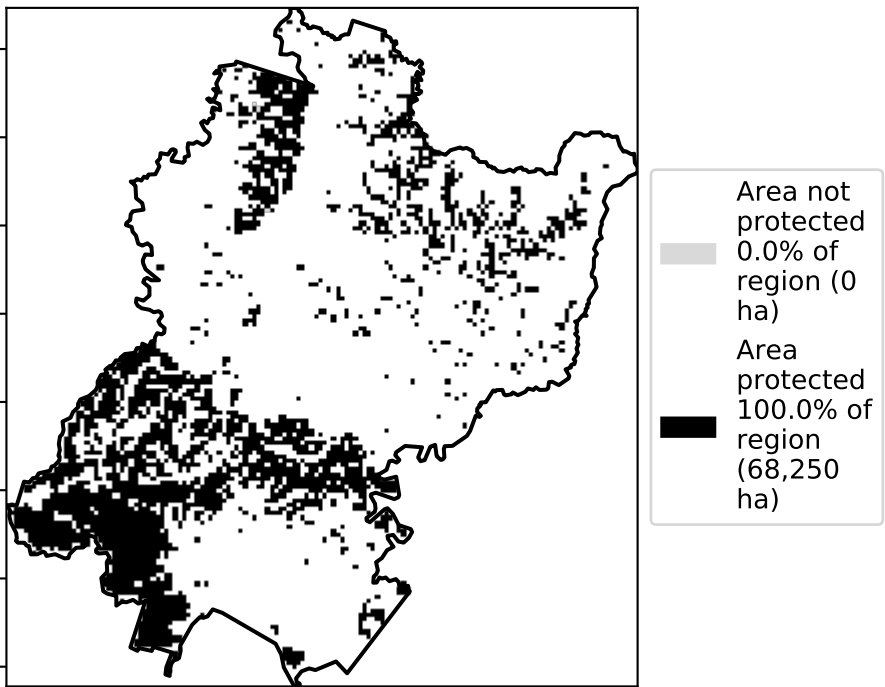 Area not
protected
0.0% of
region (0
ha)
Area
protected
100.0% of
region
(68,250
ha)